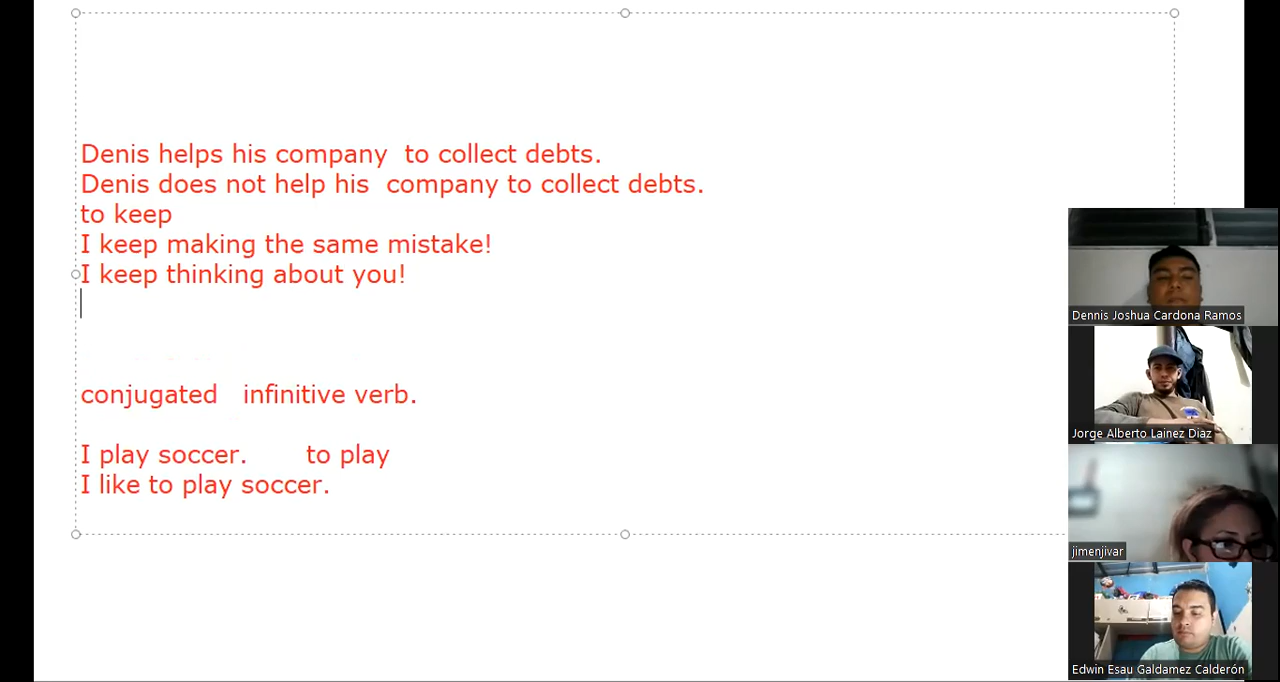 Denis helps his company to collect debts.
Denis does not help his company to collect debts.
to keep
I keep making the same mistake!
I keep thinking about you!
conjugated infinitive verb.
I play soccer. to play
I like to play soccer.
Dennis Joshua Cardona Ramos
Jorge Alberto Lainez Diaz
jimenjivar
Edwin Esau Galdamez Calderón